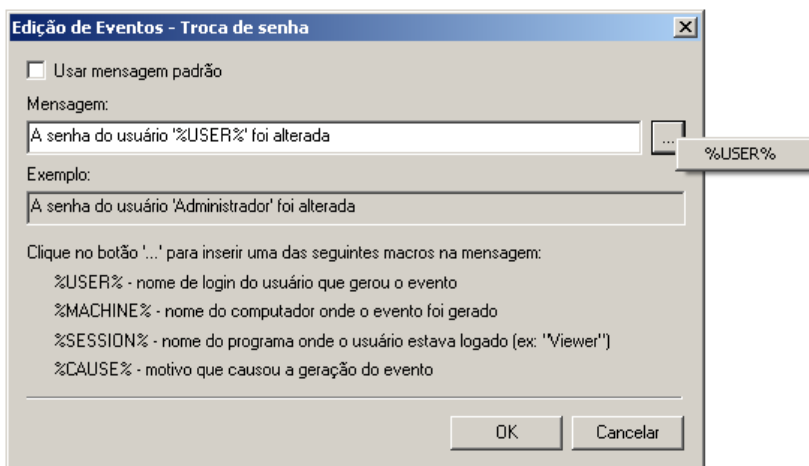 Edição de Eventos - Troca de senha
Usar mensagem padrão
Mensagem:
A senha do usuário '%USER%' foi alterada
...
%USER%
Exemplo:
A senha do usuário 'Administrador' foi alterada
Clique no botão '...' para inserir uma das seguintes macros na mensagem:
%USER% - nome de login do usuário que gerou o evento
%MACHINE% - nome do computador onde o evento foi gerado
%SESSION% - nome do programa onde o usuário estava logado (ex: "Viewer")
%CAUSE% - motivo que causou a geração do evento
OK
Cancelar